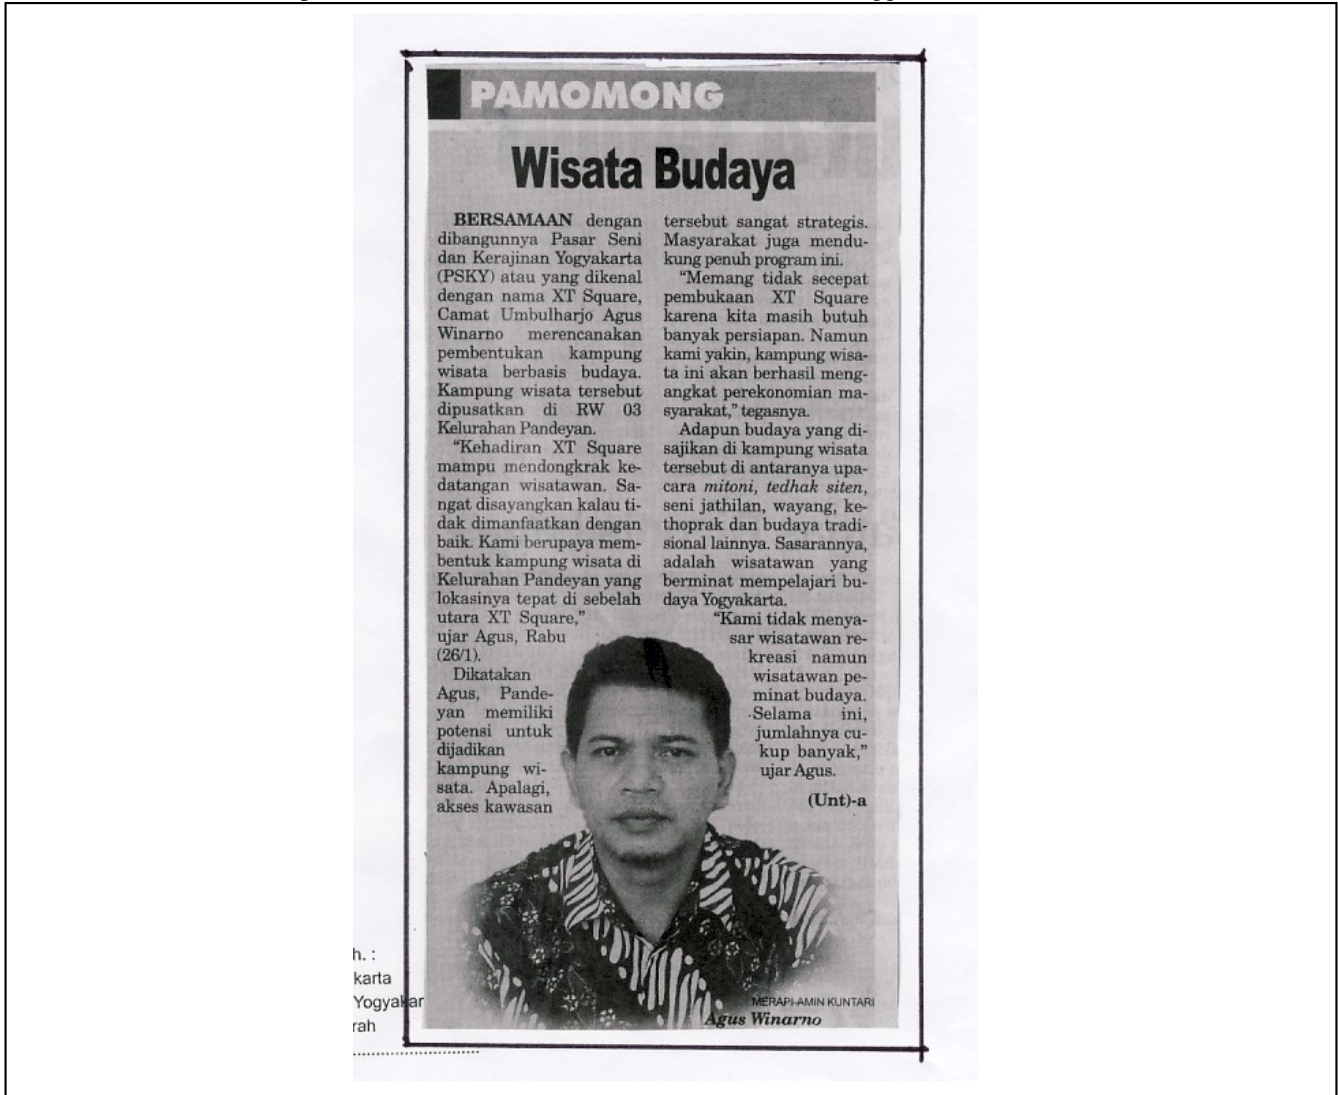 PAMOMONG
Wisata Budaya
BERSAMAAN dengan
dibangunnya Pasar Seni
dan Kerajinan Yogyakarta
(PSKY) atau yang dikenal
dengan nama XT Square,
Camat Umbulharjo Agus
Winarno merencanakan
pembentukan kampung
wisata berbasis budaya.
Kampung wisata tersebut
dipusatkan di RW 03
Kelurahan Pandeyan.
“Kehadiran XT Square
mampu mendongkrak ke-
datangan wisatawan. Sa-
ngat disayangkan kalau ti-
dak dimanfaatkan dengan
baik. Kami berupaya mem-
bentuk kampung wisata di
Kelurahan Pandeyan yang
lokasinya tepat di sebelah
utara XT Square,”
ujar Agus, Rabu
(26/1).
Dikatakan
Agus, Pande-
yan memiliki
potensi untuk
dijadikan
kampung wi-
sata. Apalagi,
akses kawasan
tersebut sangat strategis.
Masyarakat juga mendu-
kung penuh program ini.
“Memang tidak secepat
pembukaan XT Square
karena kita masih butuh
banyak persiapan. Namun
kami yakin, kampung wisa-
ta ini akan berhasil meng-
angkat perekonomian ma-
syarakat,” tegasnya.
Adapun budaya yang di-
sajikan di kampung wisata
tersebut di antaranya upa-
cara mitoni, tedhak siten,
seni jathilan, wayang, ke-
thoprak dan budaya tradi-
sional lainnya. Sasarannya,
adalah wisatawan yang
berminat mempelajari bu-
daya Yogyakarta.
“Kami tidak menya-
sar wisatawan re-
kreasi namun
wisatawan pe-
minat budaya.
Selama ini,
jumlahnya cu-
kup banyak,”
ujar Agus.
(Unt)-a
MERAPI-AMIN KUNTARI
Agus Winarno
h. :
karta
Yogyakar
rah